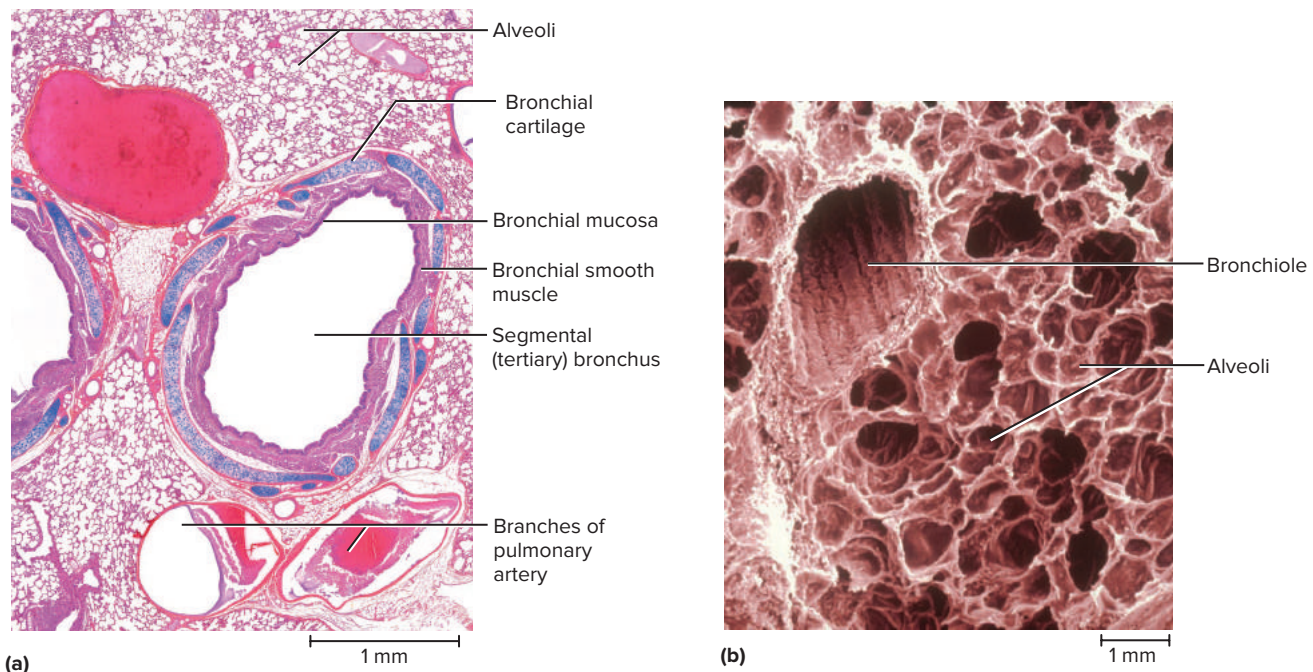 Alveoli
Bronchial
cartilage
Bronchial mucosa
Bronchial smooth
muscle
Segmental
(tertiary) bronchus
Branches of
pulmonary
artery
1 mm
(a)
Bronchiole
Alveoli
1 mm
(b)